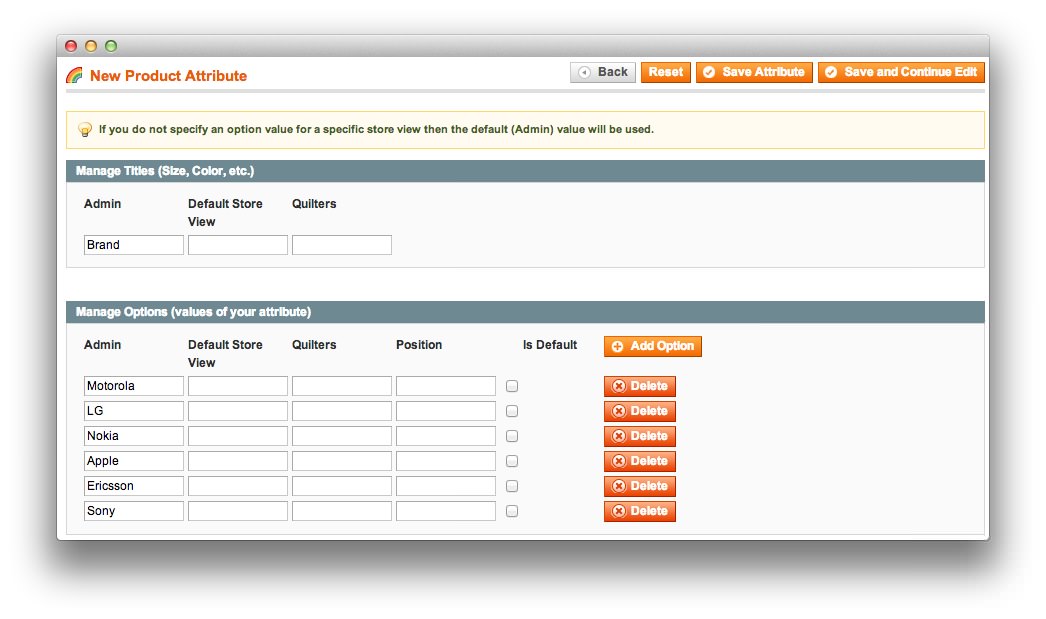 New Product Attribute
Back Reset Save Attribute Save and Continue Edit
If you do not specify an option value for a specific store view then the default (Admin) value will be used.
Manage Titles (Size, Color, etc.)
Admin Default Store View Quilters
Brand
Manage Options (values of your attribute)
Admin Default Store View Quilters Position Is Default Add Option
Motorola Delete
LG Delete
Nokia Delete
Apple Delete
Ericsson Delete
Sony Delete